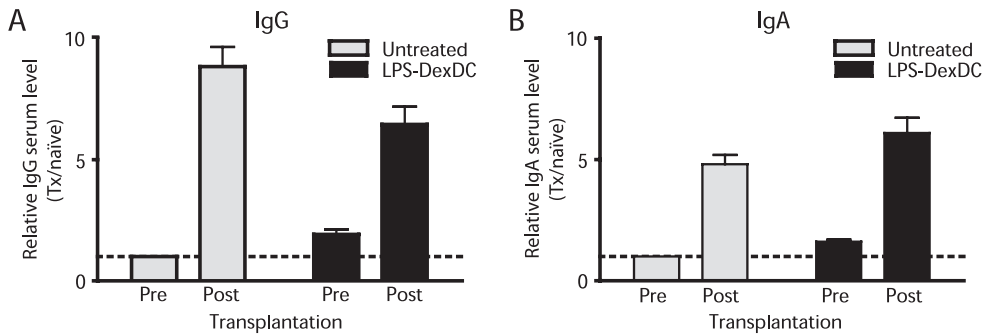 A
IgG
Relative IgG serum level
(Tx/naïve)
10
5
0
Untreated
LPS-DexDC
Pre
Post
Pre
Post
Transplantation
B
IgA
Relative IgA serum level
(Tx/naïve)
10
5
0
Untreated
LPS-DexDC
Pre
Post
Pre
Post
Transplantation